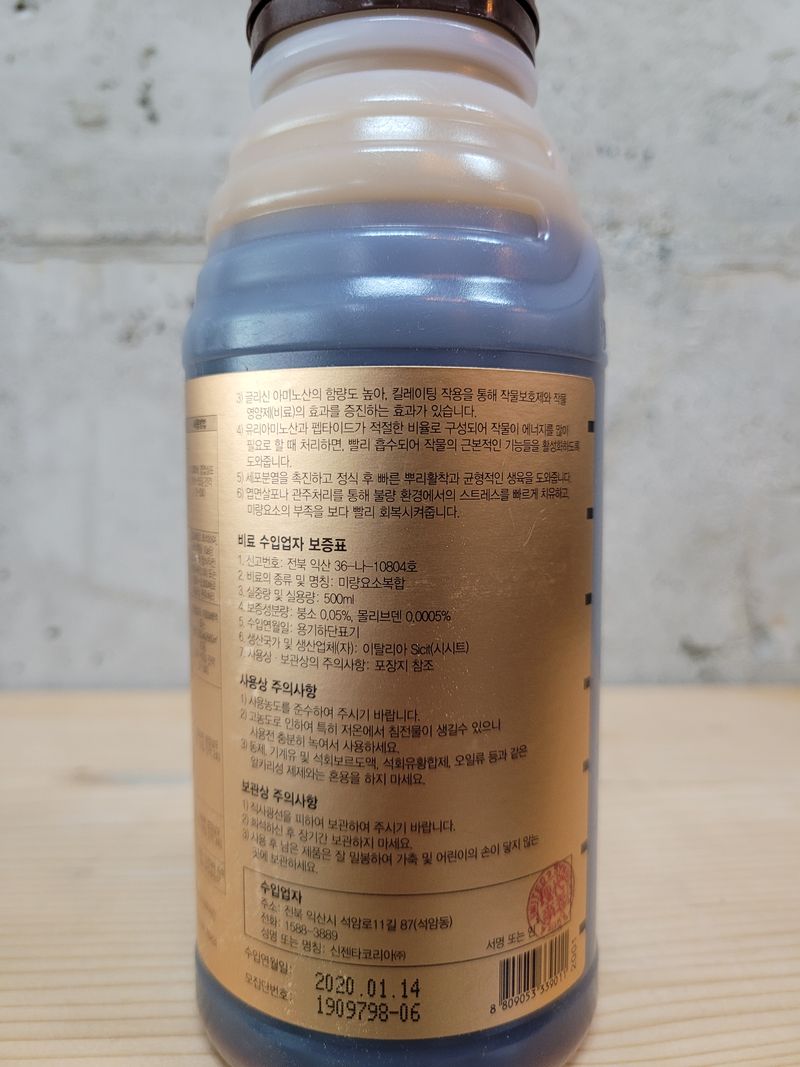 3) 글리신 아미노산의 함량도 높아, 킬레이팅 작용을 통해 작물보호제와 작물
영양제(비료)의 효과를 증진하는 효과가 있습니다.
4) 유리아미노산과 펩타이드가 적절한 비율로 구성되어 작물이 에너지를 많이
필요로 할 때 처리하면, 빨리 흡수되어 작물의 근본적인 기능들을 활성화하도록
도와줍니다.
5) 세포분열을 촉진하고 정식 후 빠른 뿌리활착과 균형적인 생육을 도와줍니다.
6) 엽면살포나 관주처리를 통해 불량 환경에서의 스트레스를 빠르게 치유하고,
미량요소의 부족을 보다 빨리 회복시켜줍니다.
비료 수입업자 보증표
1. 신고번호: 전북 익산 36-나-10804호
2. 비료의 종류 및 명칭: 미량요소복합
3. 실중량 및 실용량: 500ml
4. 보증성분량: 붕소 0.05%, 몰리브덴 0.0005%
5. 수입연월일: 용기하단표기
6. 생산국가 및 생산업체(자): 이탈리아 Sicit(시시트)
7. 사용상·보관상의 주의사항: 포장지 참조
사용상 주의사항
1) 사용농도를 준수하여 주시기 바랍니다.
2) 고농도로 인하여 특히 저온에서 침전물이 생길수 있으니
사용전 충분히 녹여서 사용하세요.
3) 동제, 기계유 및 석회보르도액, 석회유황합제, 오일류 등과 같은
알카리성 제제와는 혼용을 하지 마세요.
보관상 주의사항
1) 직사광선을 피하여 보관하여 주시기 바랍니다.
2) 희석하신 후 장기간 보관하지 마세요.
3) 사용 후 남은 제품은 잘 밀봉하여 가축 및 어린이의 손이 닿지 않는
곳에 보관하세요.
수입업자
주소: 전북 익산시 석암로11길 87(석암동)
전화: 1588-3889
성명 또는 명칭: 신젠타코리아㈜
서명 또는 인
수입연월일:
2020.01.14
모집단번호:
1909798-06
8 809053 339011